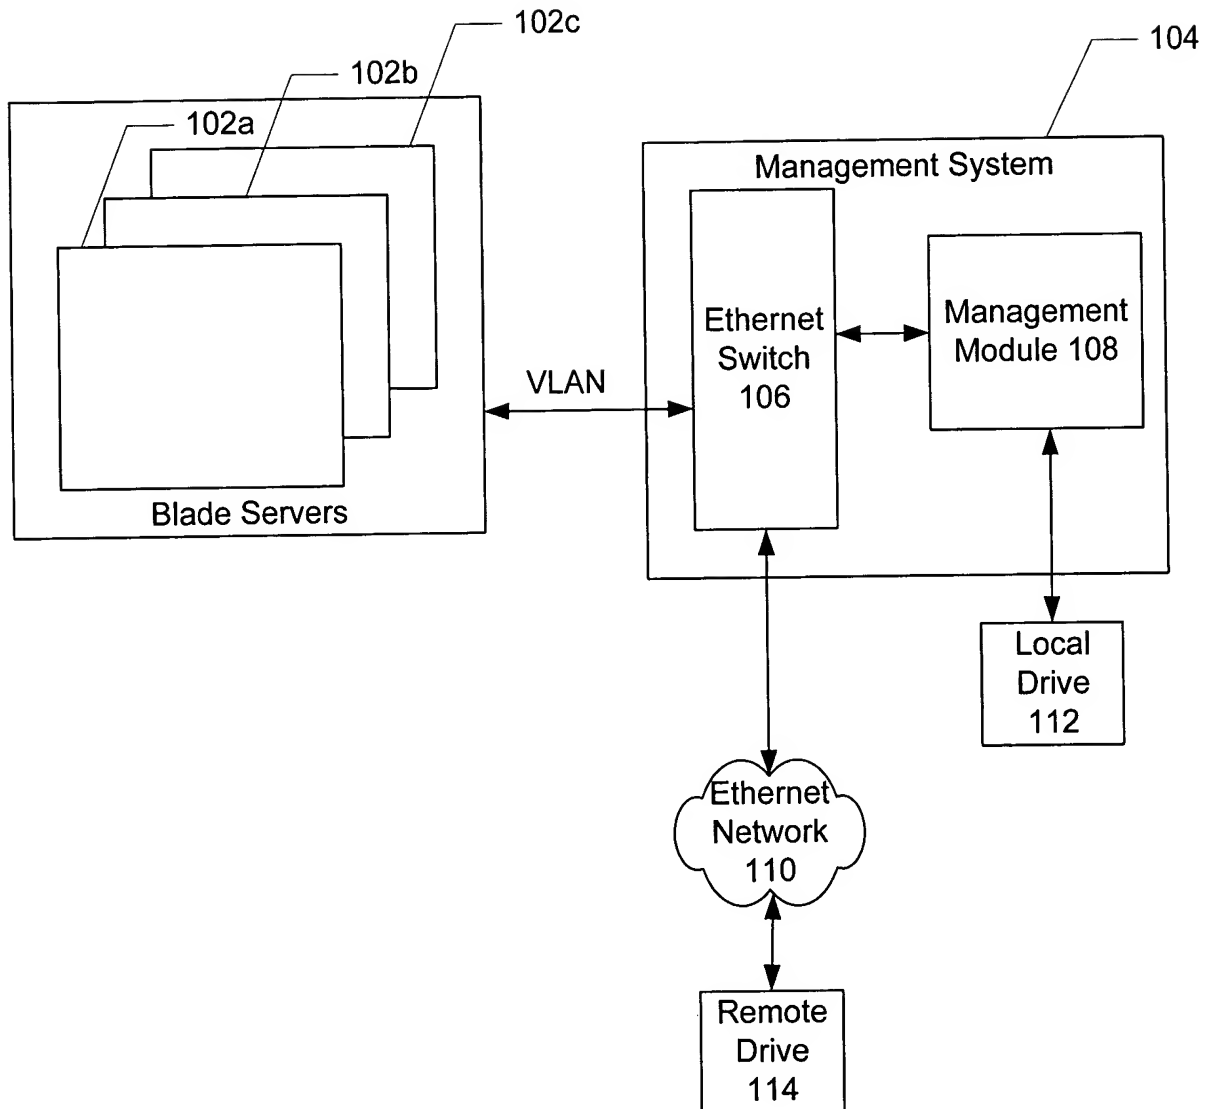 102c
102b
102a
104
Management System
Ethernet
Switch
106
Management
Module 108
VLAN
Blade Servers
Local
Drive
112
Ethernet
Network
110
Remote
Drive
114